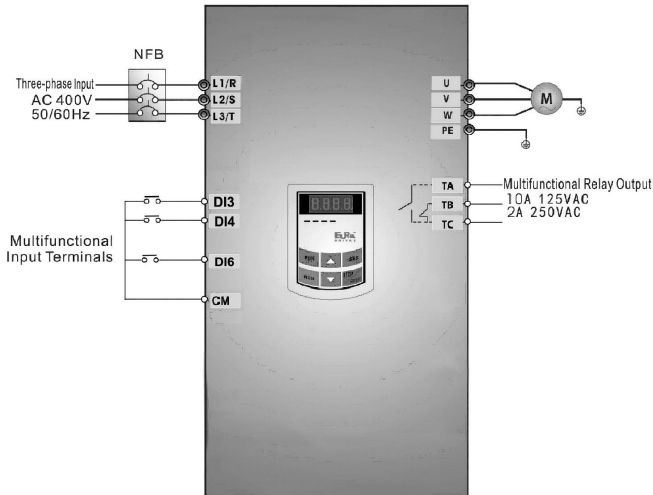 NFB
Three-phase Input
AC 400V
50/60Hz
L1/R
L2/S
L3/T
U
V
W
PE
M
TA
TB
TC
Multifunctional Relay Output
10A 125VAC
2A 250VAC
DI3
DI4
DI6
CM
Multifunctional
Input Terminals
8.8.8.8